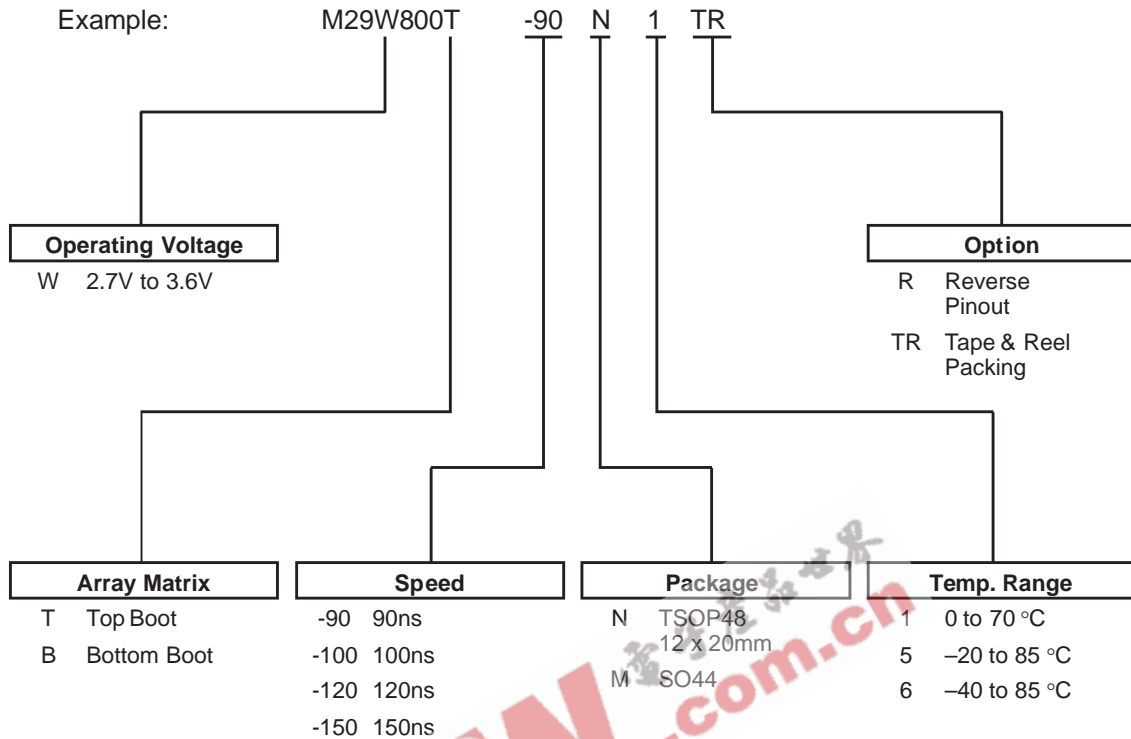 Example: M29W800T -90 N 1 TR
Operating Voltage
W 2.7V to 3.6V
Option
R Reverse
Pinout
TR Tape & Reel
Packing
Array Matrix
T Top Boot
B Bottom Boot
Speed
-90 90ns
-100 100ns
-120 120ns
-150 150ns
Package
N TSOP48
12 x 20mm
M SO44
Temp. Range
1 0 to 70 °C
5 –20 to 85 °C
6 –40 to 85 °C
.com.cn